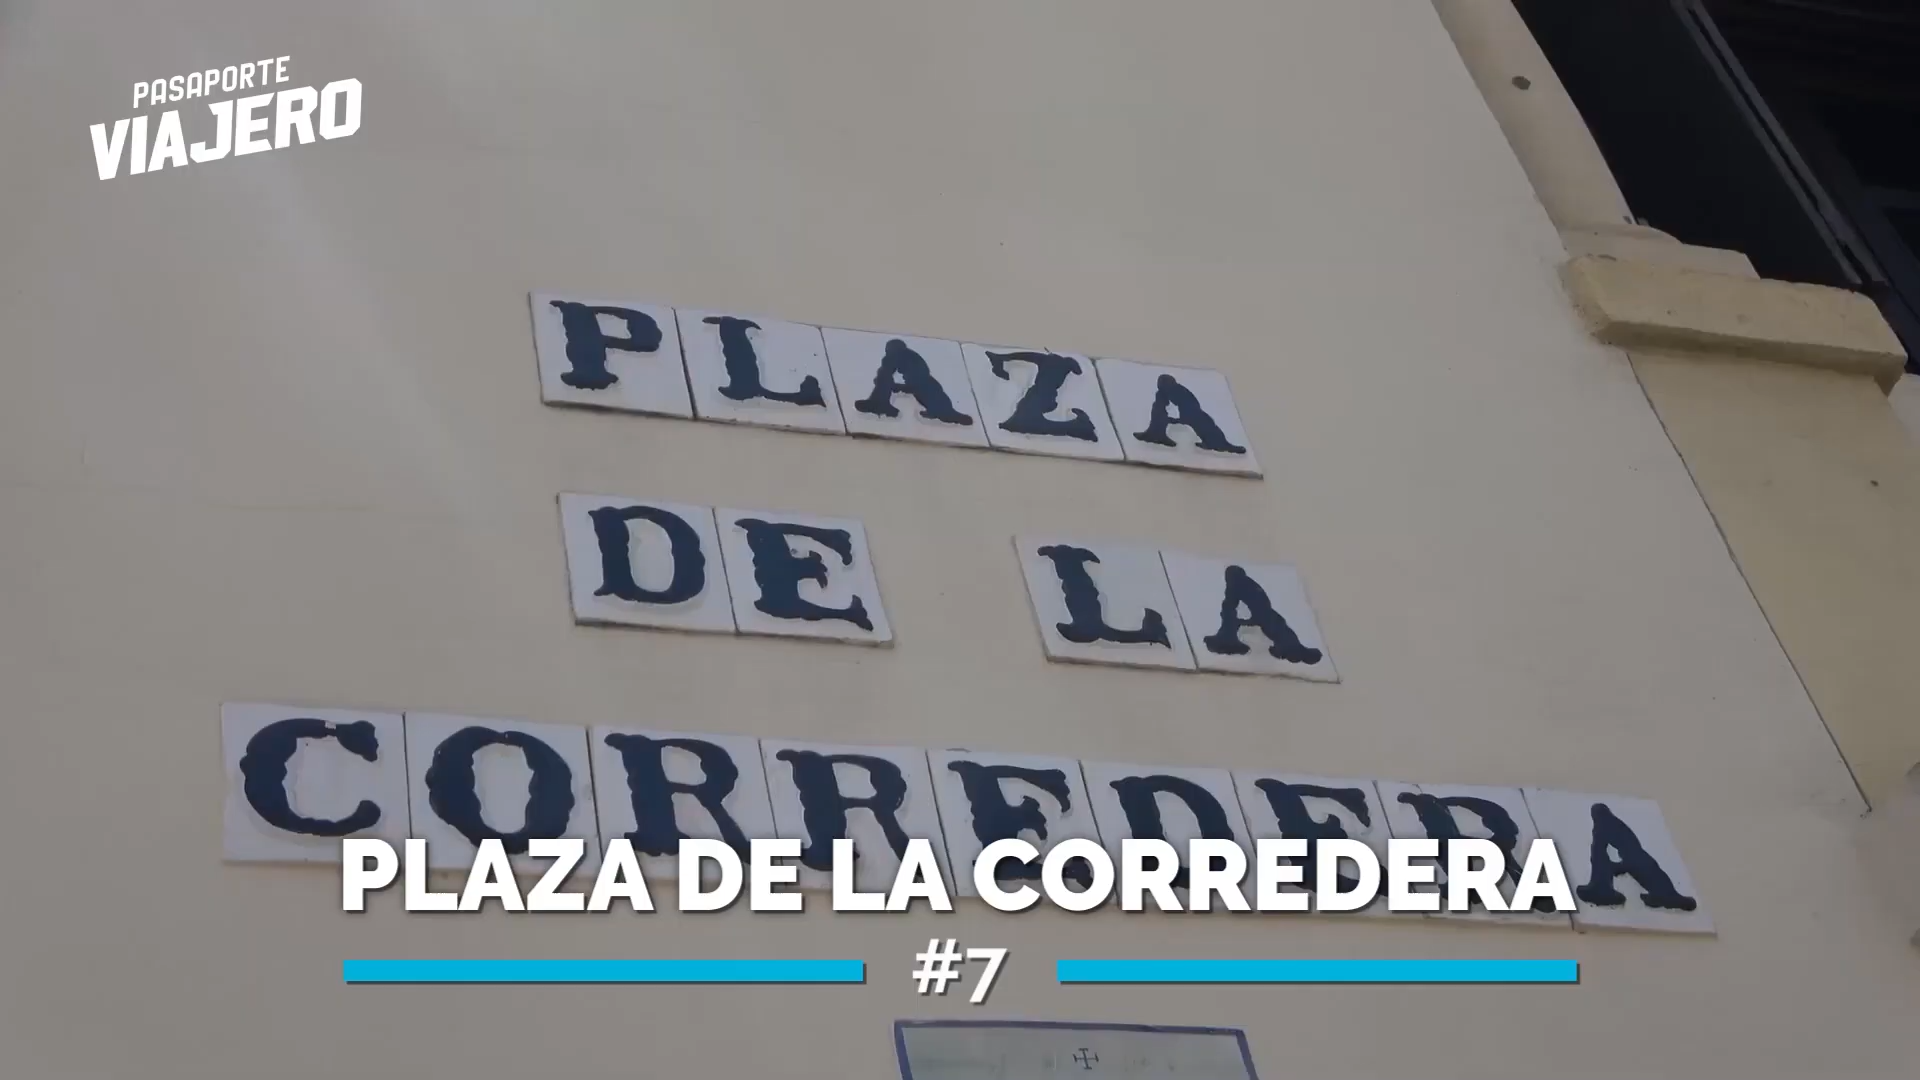 PASAPORTE
VIAJERO
PLAZA
DE LA
CORREDERA
PLAZA DE LA CORREDERA
#7